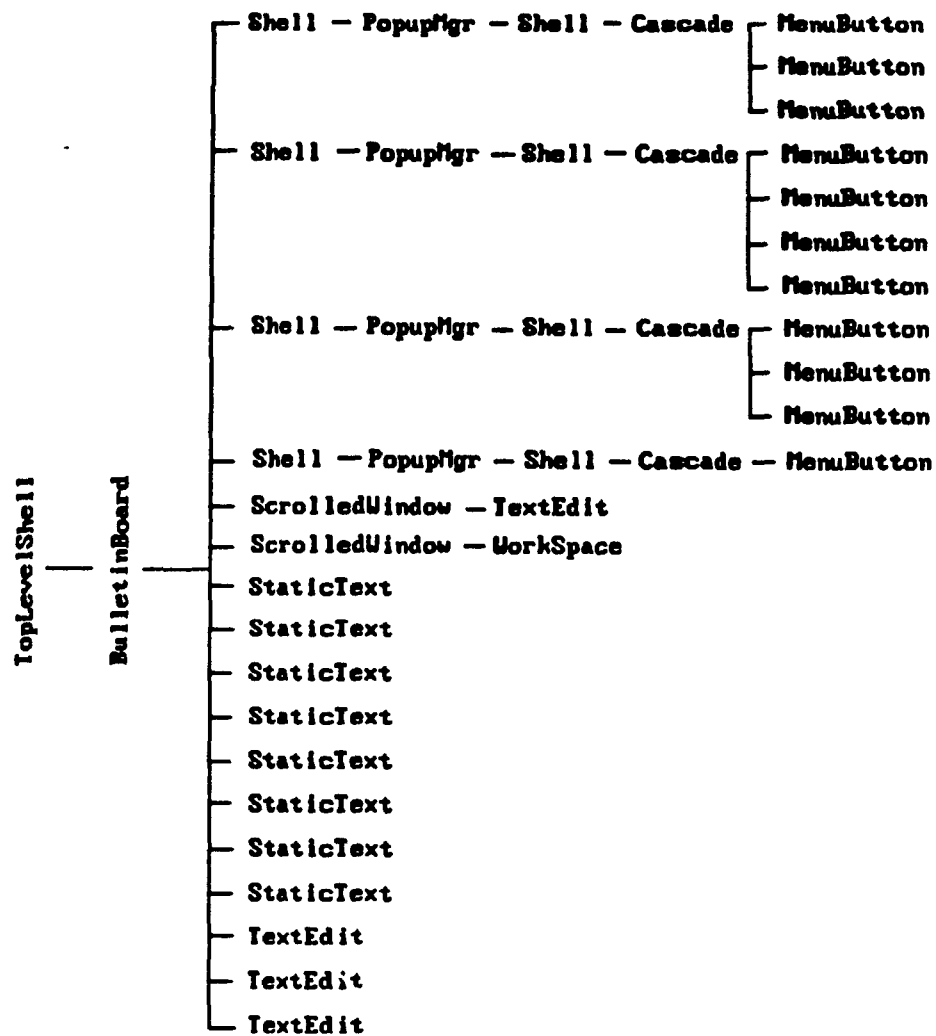 Shell — PopupMgr — Shell — Cascade — MenuButton
MenuButton
MenuButton
Shell — PopupMgr — Shell — Cascade — MenuButton
MenuButton
MenuButton
MenuButton
Shell — PopupMgr — Shell — Cascade — MenuButton
MenuButton
MenuButton
Shell — PopupMgr — Shell — Cascade — MenuButton
TopLevelShell — BulletinBoard
ScrolledWindow — TextEdit
ScrolledWindow — WorkSpace
StaticText
StaticText
StaticText
StaticText
StaticText
StaticText
StaticText
StaticText
TextEdit
TextEdit
TextEdit